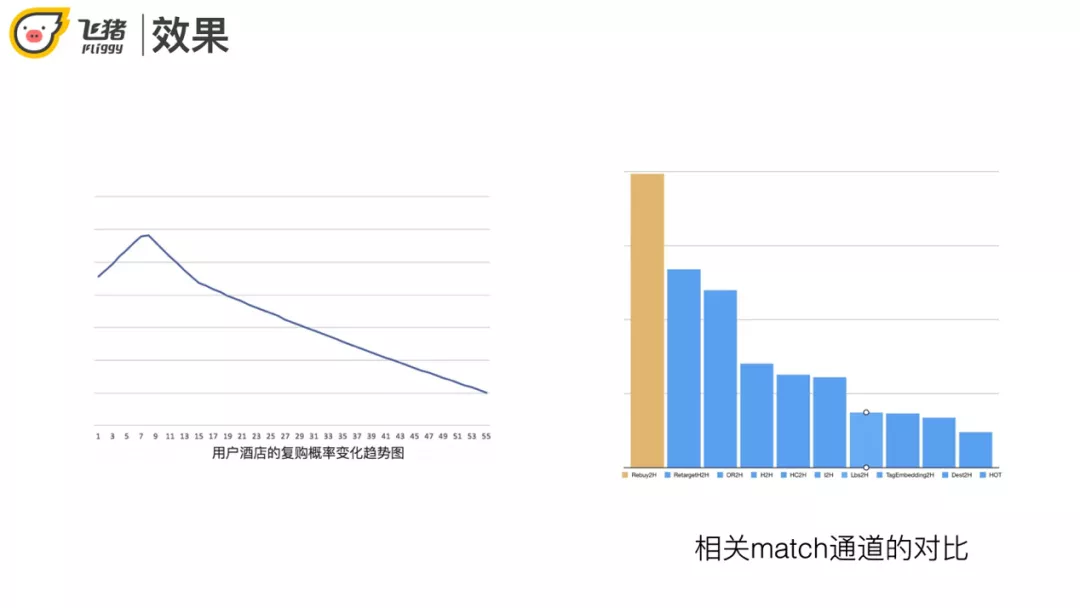 飞猪
Fliggy
效果
1 3 5 7 9 11 13 15 17 19 21 23 25 27 29 31 33 35 37 39 41 43 45 47 49 51 53 55
用户酒店的复购概率变化趋势图
Rebuy2H RetargetH2H OR2H H2H HC2H I2H Lbs2H TagEmbedding2H Dest2H HOT
相关match通道的对比